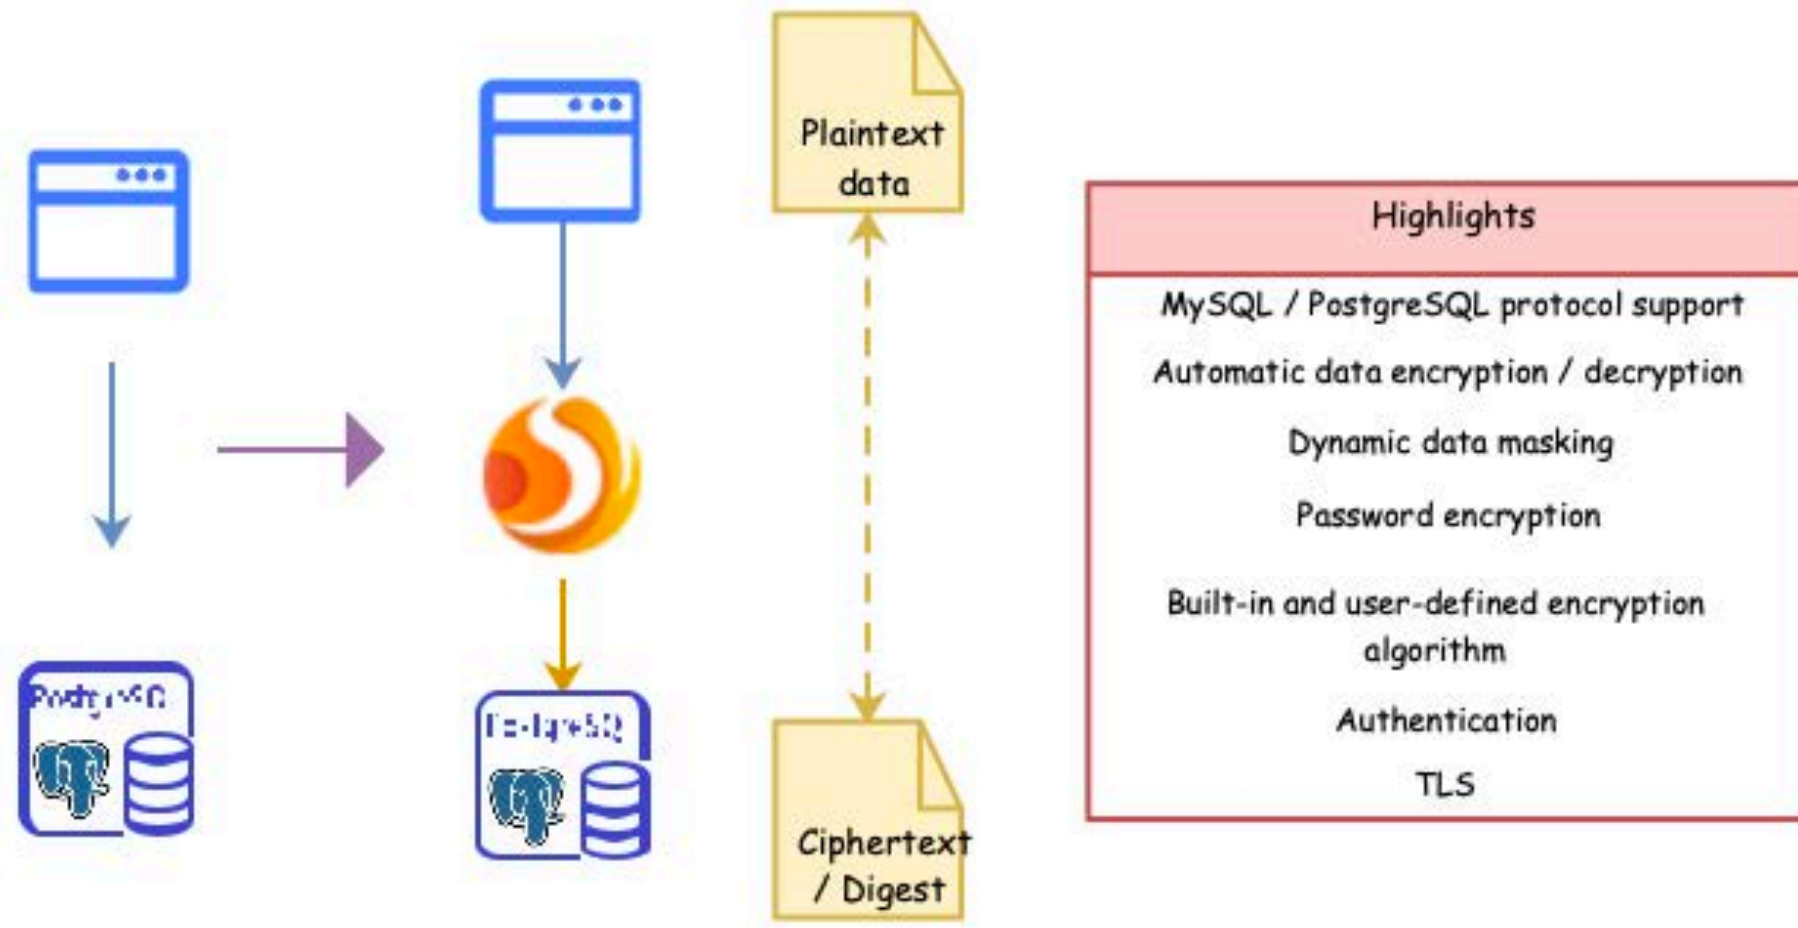 Plaintext
data
Highlights
MySQL / PostgreSQL protocol support
Automatic data encryption / decryption
Dynamic data masking
Password encryption
Built-in and user-defined encryption
algorithm
Authentication
TLS
Ciphertext
/ Digest